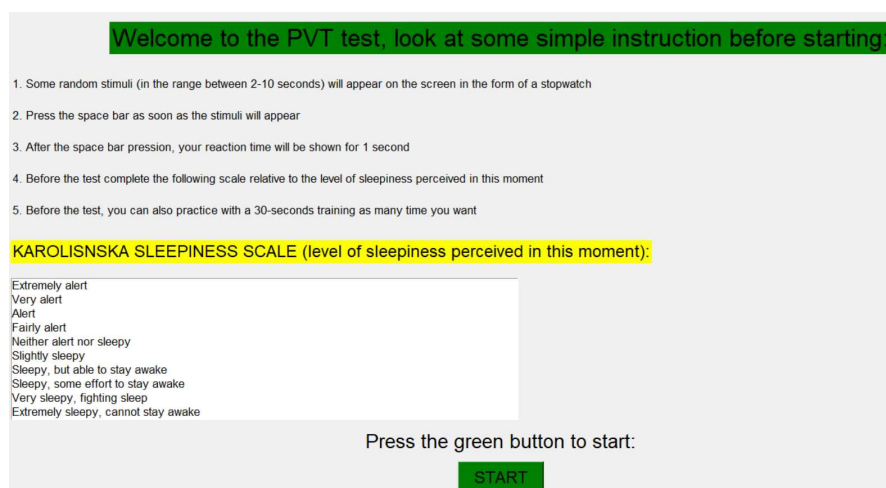 Welcome to the PVT test, look at some simple instruction before starting:
1. Some random stimuli (in the range between 2-10 seconds) will appear on the screen in the form of a stopwatch
2. Press the space bar as soon as the stimuli will appear
3. After the space bar pression, your reaction time will be shown for 1 second
4. Before the test complete the following scale relative to the level of sleepiness perceived in this moment
5. Before the test, you can also practice with a 30-seconds training as many time you want
KAROLISNSKA SLEEPINESS SCALE (level of sleepiness perceived in this moment):
Extremely alert
Very alert
Alert
Fairly alert
Neither alert nor sleepy
Slightly sleepy
Sleepy, but able to stay awake
Sleepy, some effort to stay awake
Very sleepy, fighting sleep
Extremely sleepy, cannot stay awake
Press the green button to start:
START